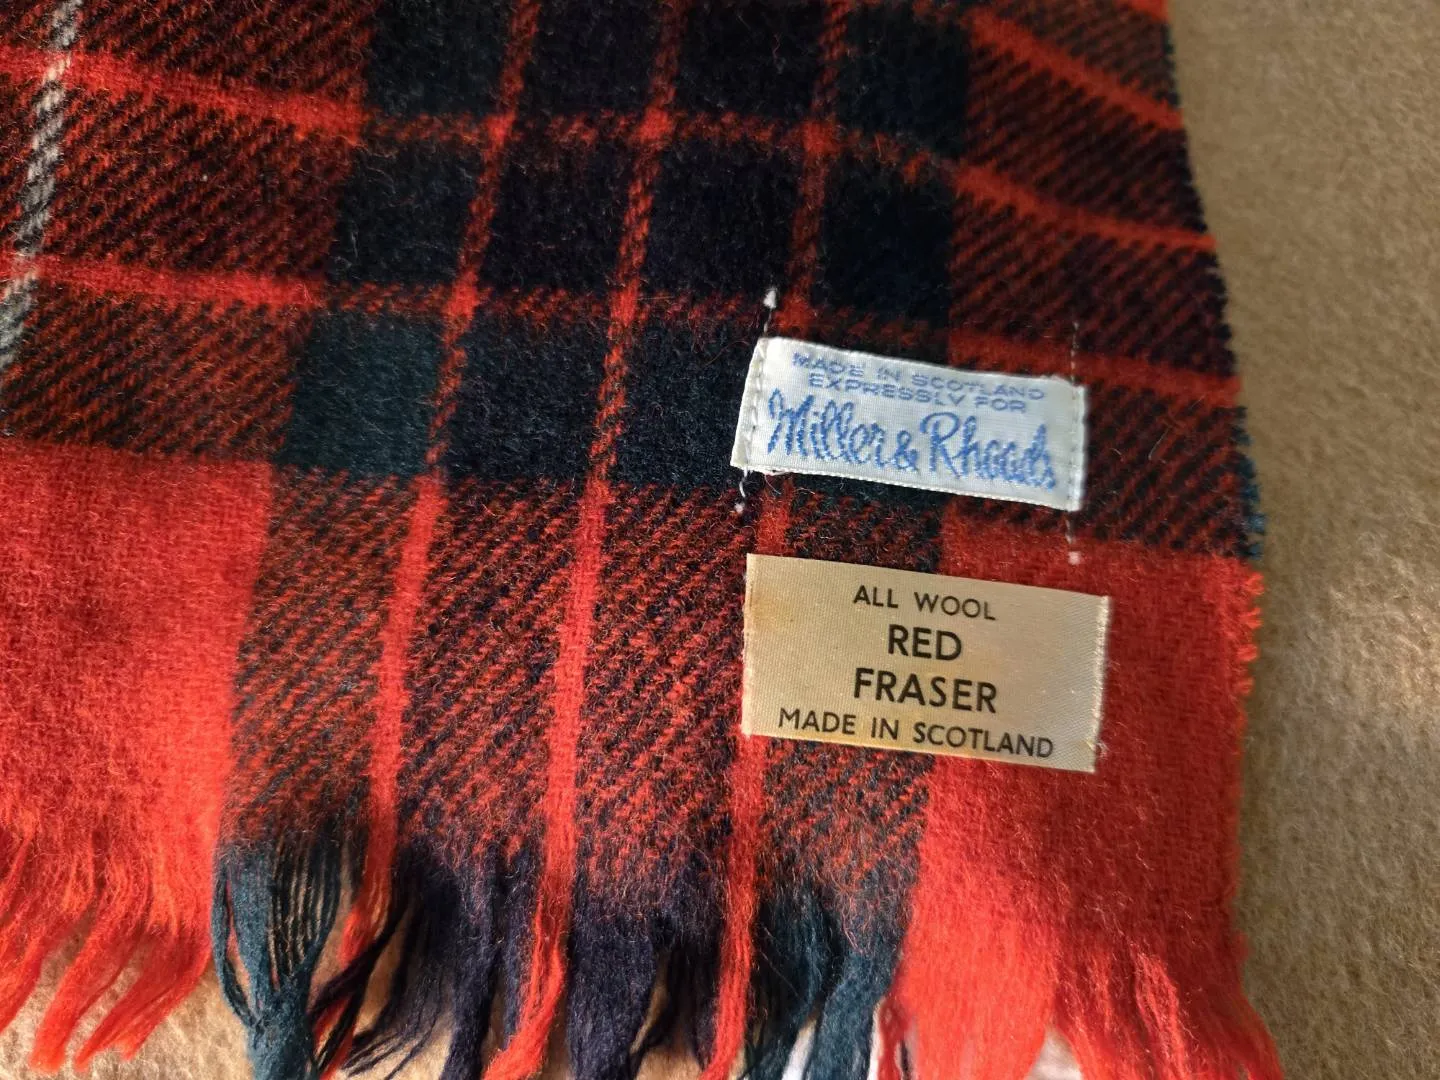 MADE IN SCOTLAND
EXPRESSLY FOR
Miller & Rhoads
ALL WOOL
RED
FRASER
MADE IN SCOTLAND